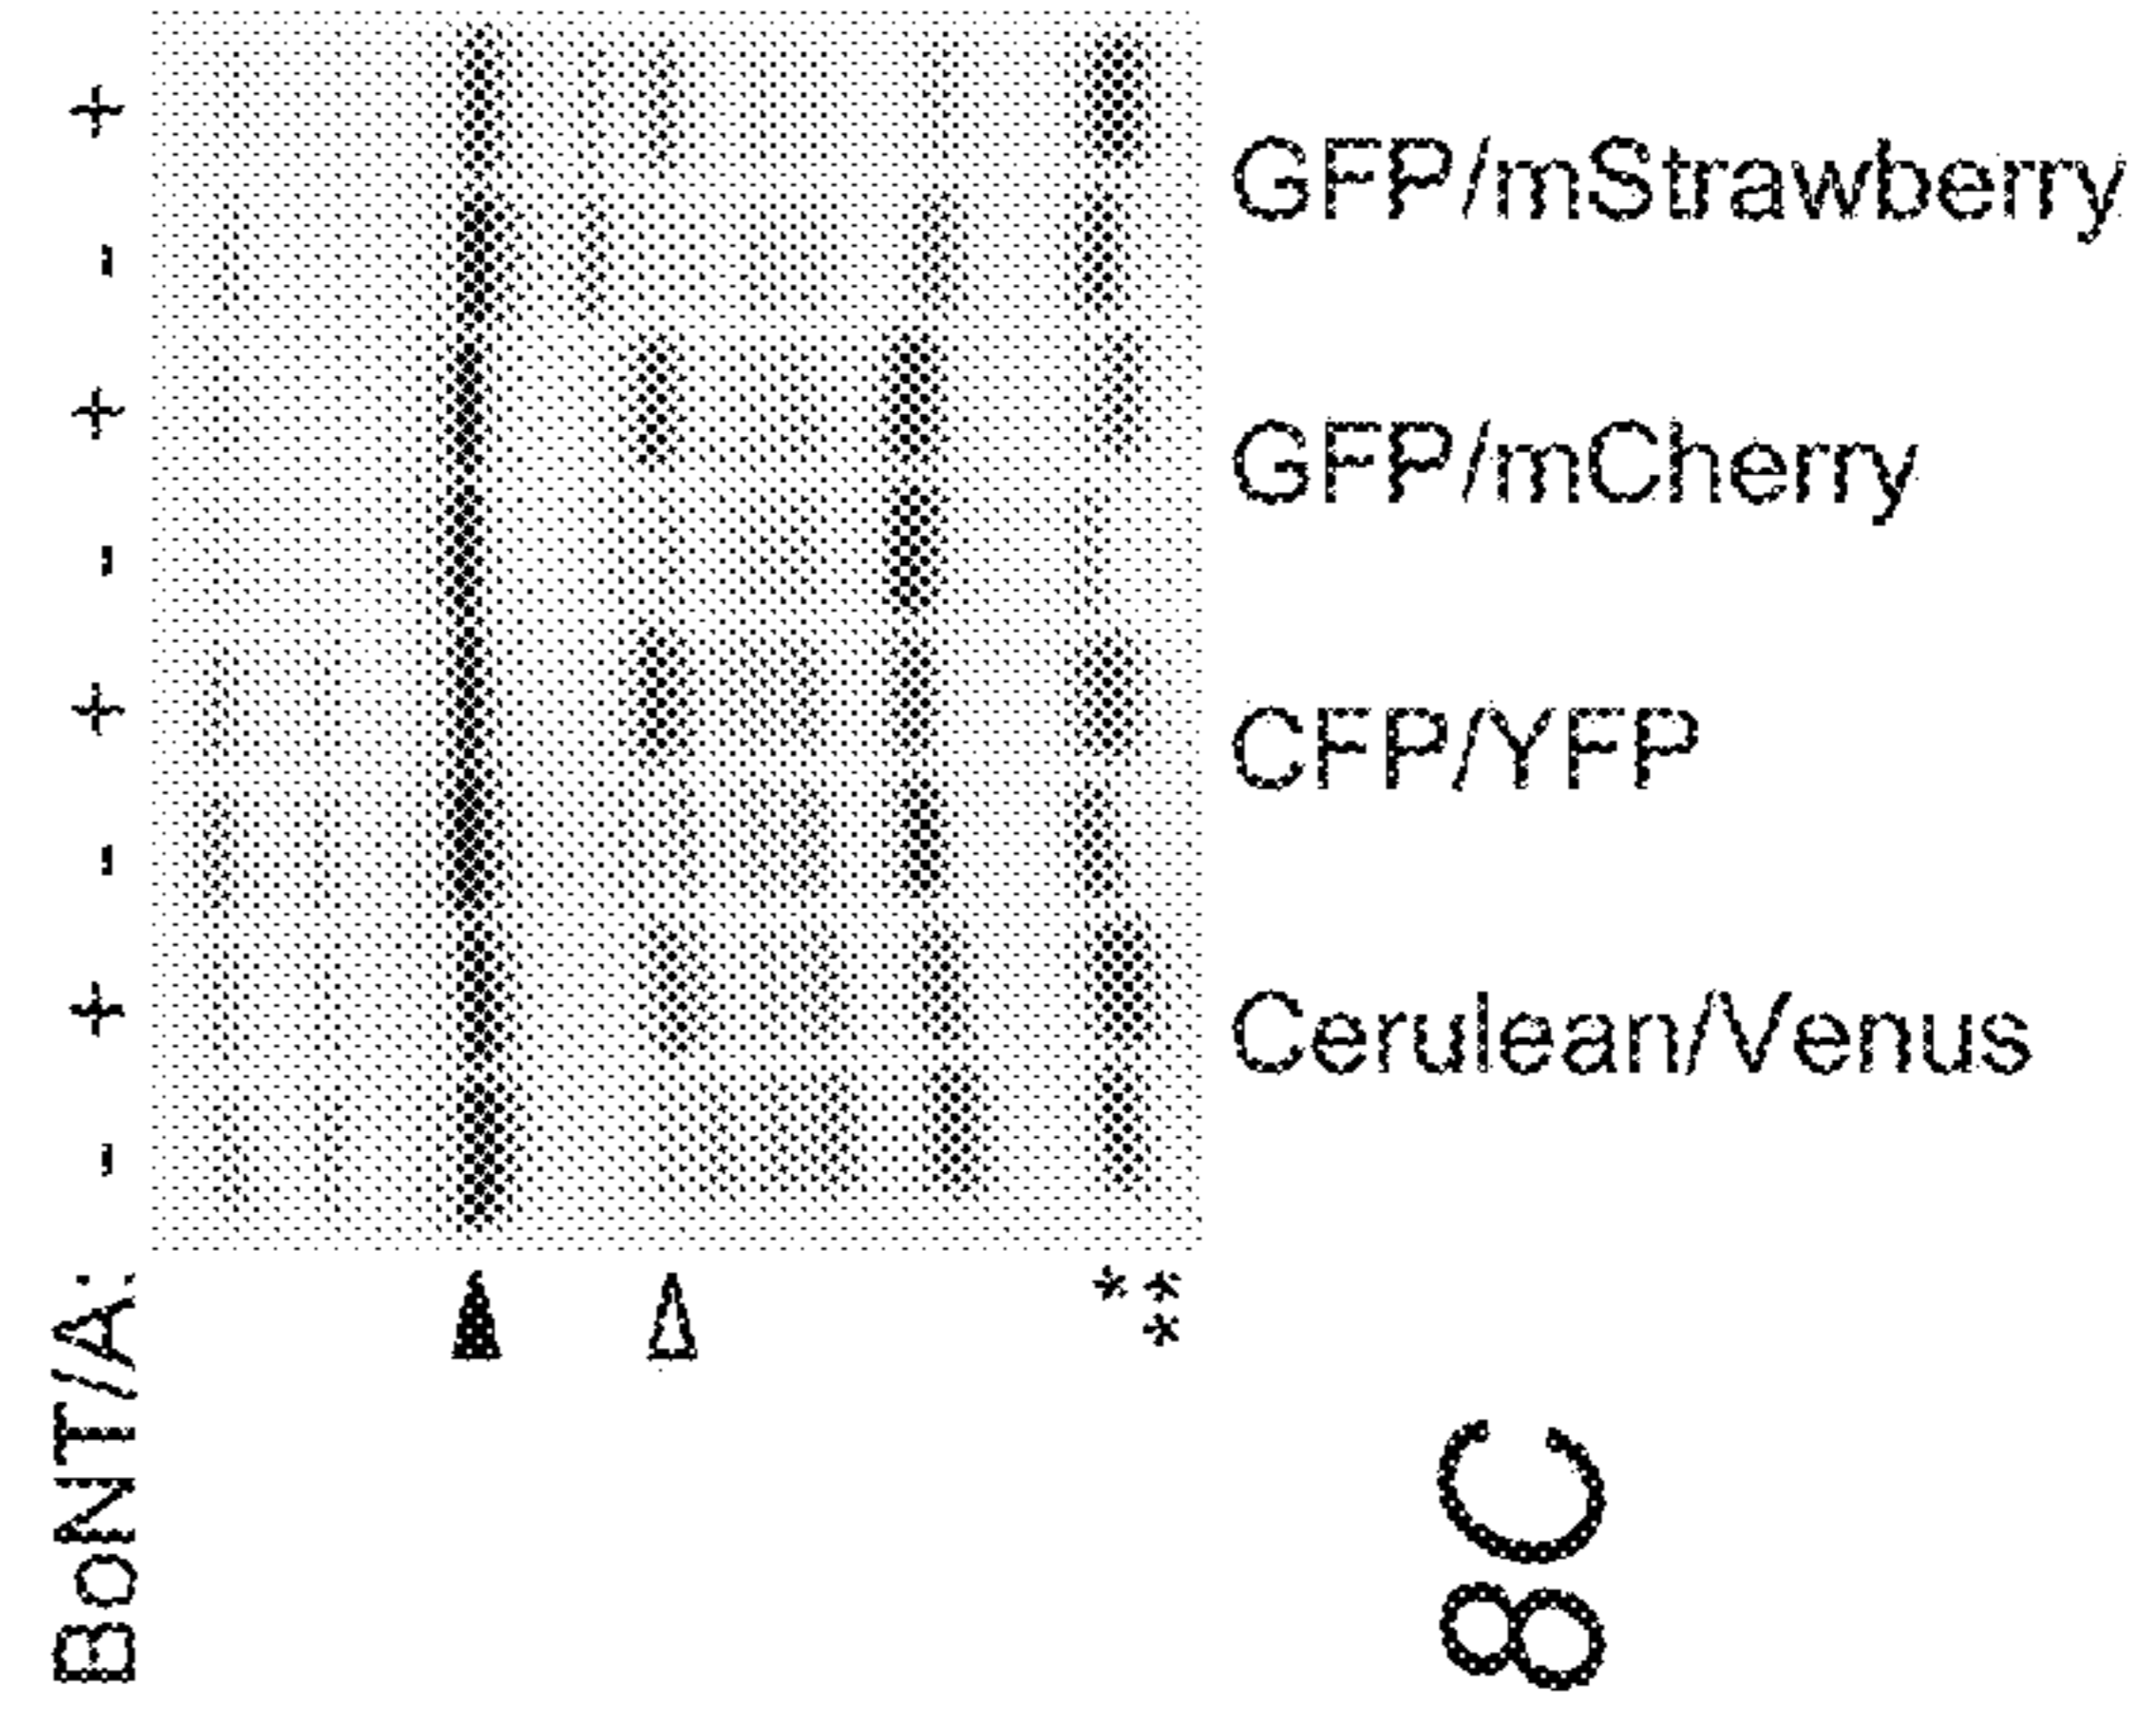 BoNT/A: - + - + - + - +
*
**
Cerulean/Venus
CFP/YFP
GFP/mCherry
GFP/mStrawberry
8C